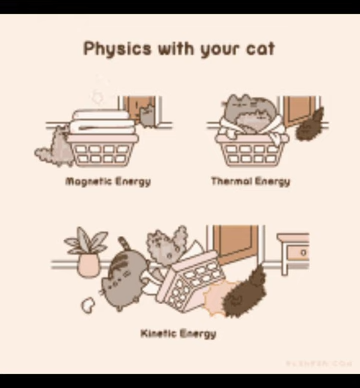 Physics with your cat
Magnetic Energy
Thermal Energy
Kinetic Energy